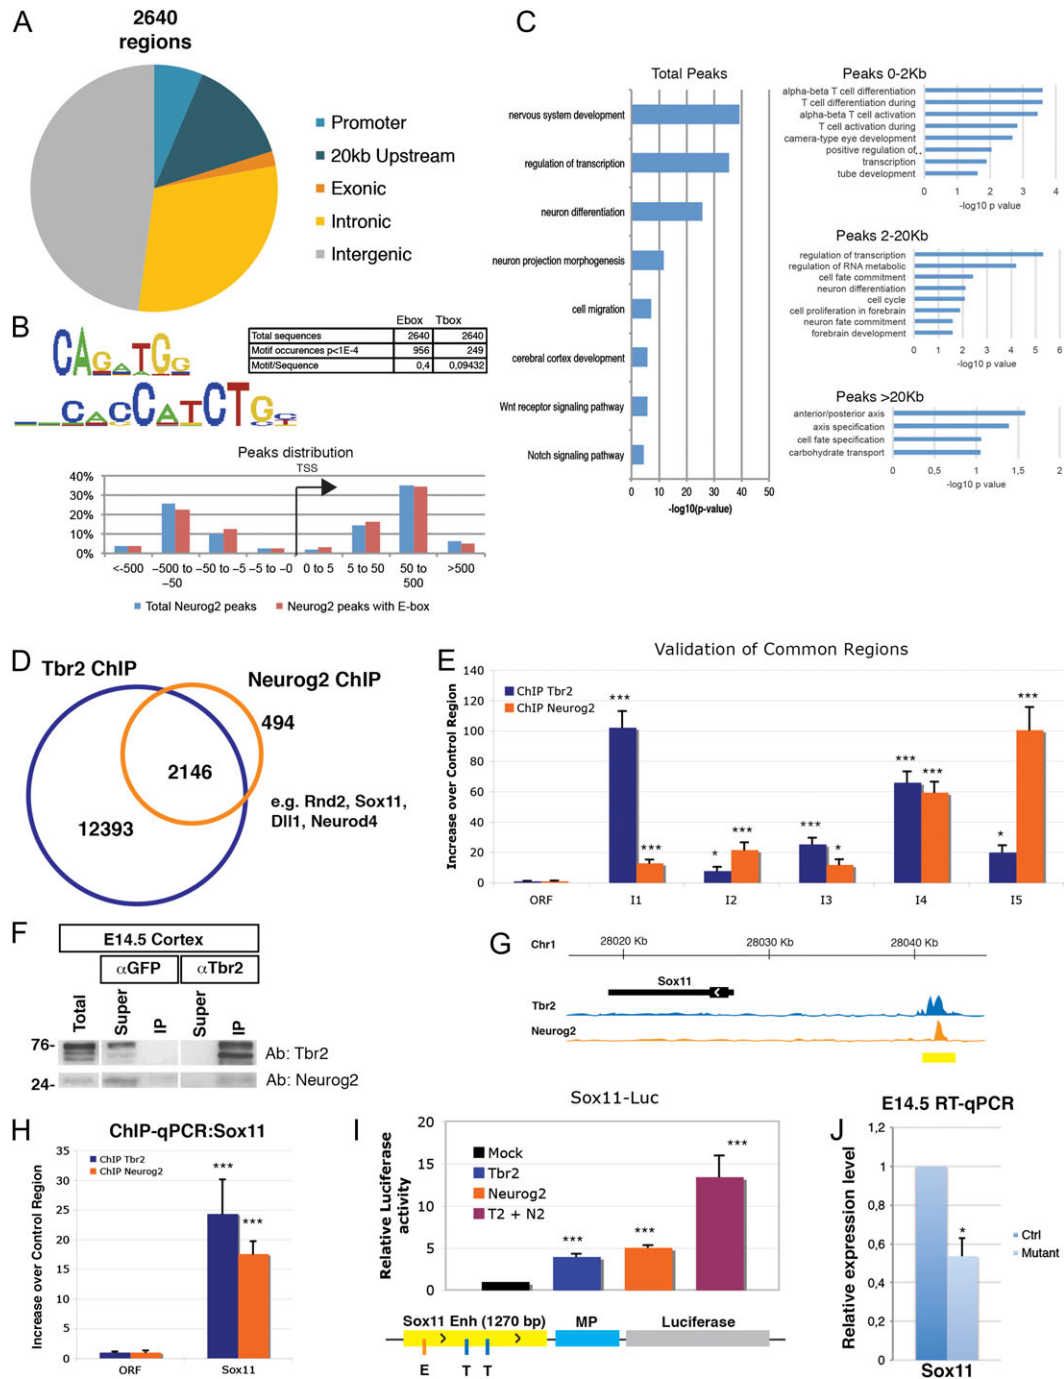 A
2640
regions
Promoter
20kb Upstream
Exonic
Intronic
Intergenic
B
CAGATGG
CACCATCTG
Ebox Tbox
Total sequences 2640 2640
Motif occurences p<1E-4 956 249
Motif/Sequence 0,4 0,09432
Peaks distribution
TSS
40%
30%
20%
10%
0%
<-500 −500 to −50 to −5 −5 to −0 0 to 5 5 to 50 50 to >500
−50 500
Total Neurog2 peaks Neurog2 peaks with E-box
C
Total Peaks
nervous system development
regulation of transcription
neuron differentiation
neuron projection morphogenesis
cell migration
cerebral cortex development
Wnt receptor signaling pathway
Notch signaling pathway
0 10 20 30 40 50
-log10(p-value)
Peaks 0-2Kb
alpha-beta T cell differentiation
T cell differentiation during
alpha-beta T cell activation
T cell activation during
camera-type eye development
positive regulation of..
transcription
tube development
0 1 2 3 4
-log10 p value
Peaks 2-20Kb
regulation of transcription
regulation of RNA metabolic
cell fate commitment
neuron differentiation
cell cycle
cell proliferation in forebrain
neuron fate commitment
forebrain development
0 1 2 3 4 5 6
-log10 p value
Peaks >20Kb
anterior/posterior axis
axis specification
cell fate specification
carbohydrate transport
0 0,5 1 1,5 2
-log10 p value
D
Tbr2 ChIP
Neurog2 ChIP
494
2146
12393
e.g. Rnd2, Sox11,
Dll1, Neurod4
E
Validation of Common Regions
Increase over Control Region
140
120
100
80
60
40
20
0
ChIP Tbr2
ChIP Neurog2
*** *** * *** *** * *** *** * ***
ORF I1 I2 I3 I4 I5
F
E14.5 Cortex
αGFP αTbr2
Total Super IP Super IP
76-
Ab: Tbr2
24-
Ab: Neurog2
G
Chr1 28020 Kb 28030 Kb 28040 Kb
Sox11
Tbr2
Neurog2
H
ChIP-qPCR:Sox11
Increase over Control Region
35
30
25
20
15
10
5
0
ChIP Tbr2
ChIP Neurog2
*** ***
ORF Sox11
I
Sox11-Luc
Relative Luciferase
activity
20
15
10
5
0
Mock
Tbr2
Neurog2
T2 + N2
*** *** ***
Sox11 Enh (1270 bp) MP Luciferase
E T T
J
E14.5 RT-qPCR
Relative expression level
1,2
1
0,8
0,6
0,4
0,2
0
*
Ctrl
Mutant
Sox11